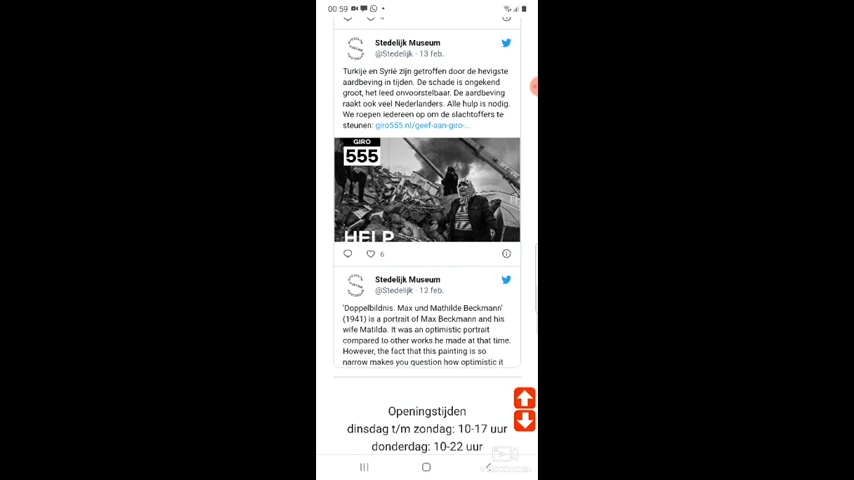 00:59
4
Stedelijk Museum
@Stedelijk · 13 feb.
Turkije en Syrië zijn getroffen door de hevigste
aardbeving in tijden. De schade is ongekend
groot, het leed onvoorstelbaar. De aardbeving
raakt ook veel Nederlanders. Alle hulp is nodig.
We roepen iedereen op om de slachtoffers te
steunen: giro555.nl/geef-aan-giro-...
GIRO
555
HELP
6
Stedelijk Museum
@Stedelijk · 12 feb.
'Doppelbildnis. Max und Mathilde Beckmann'
(1941) is a portrait of Max Beckmann and his
wife Matilda. It was an optimistic portrait
compared to other works he made at that time.
However, the fact that this painting is so
narrow makes you question how optimistic it
Openingstijden
dinsdag t/m zondag: 10-17 uur
donderdag: 10-22 uur